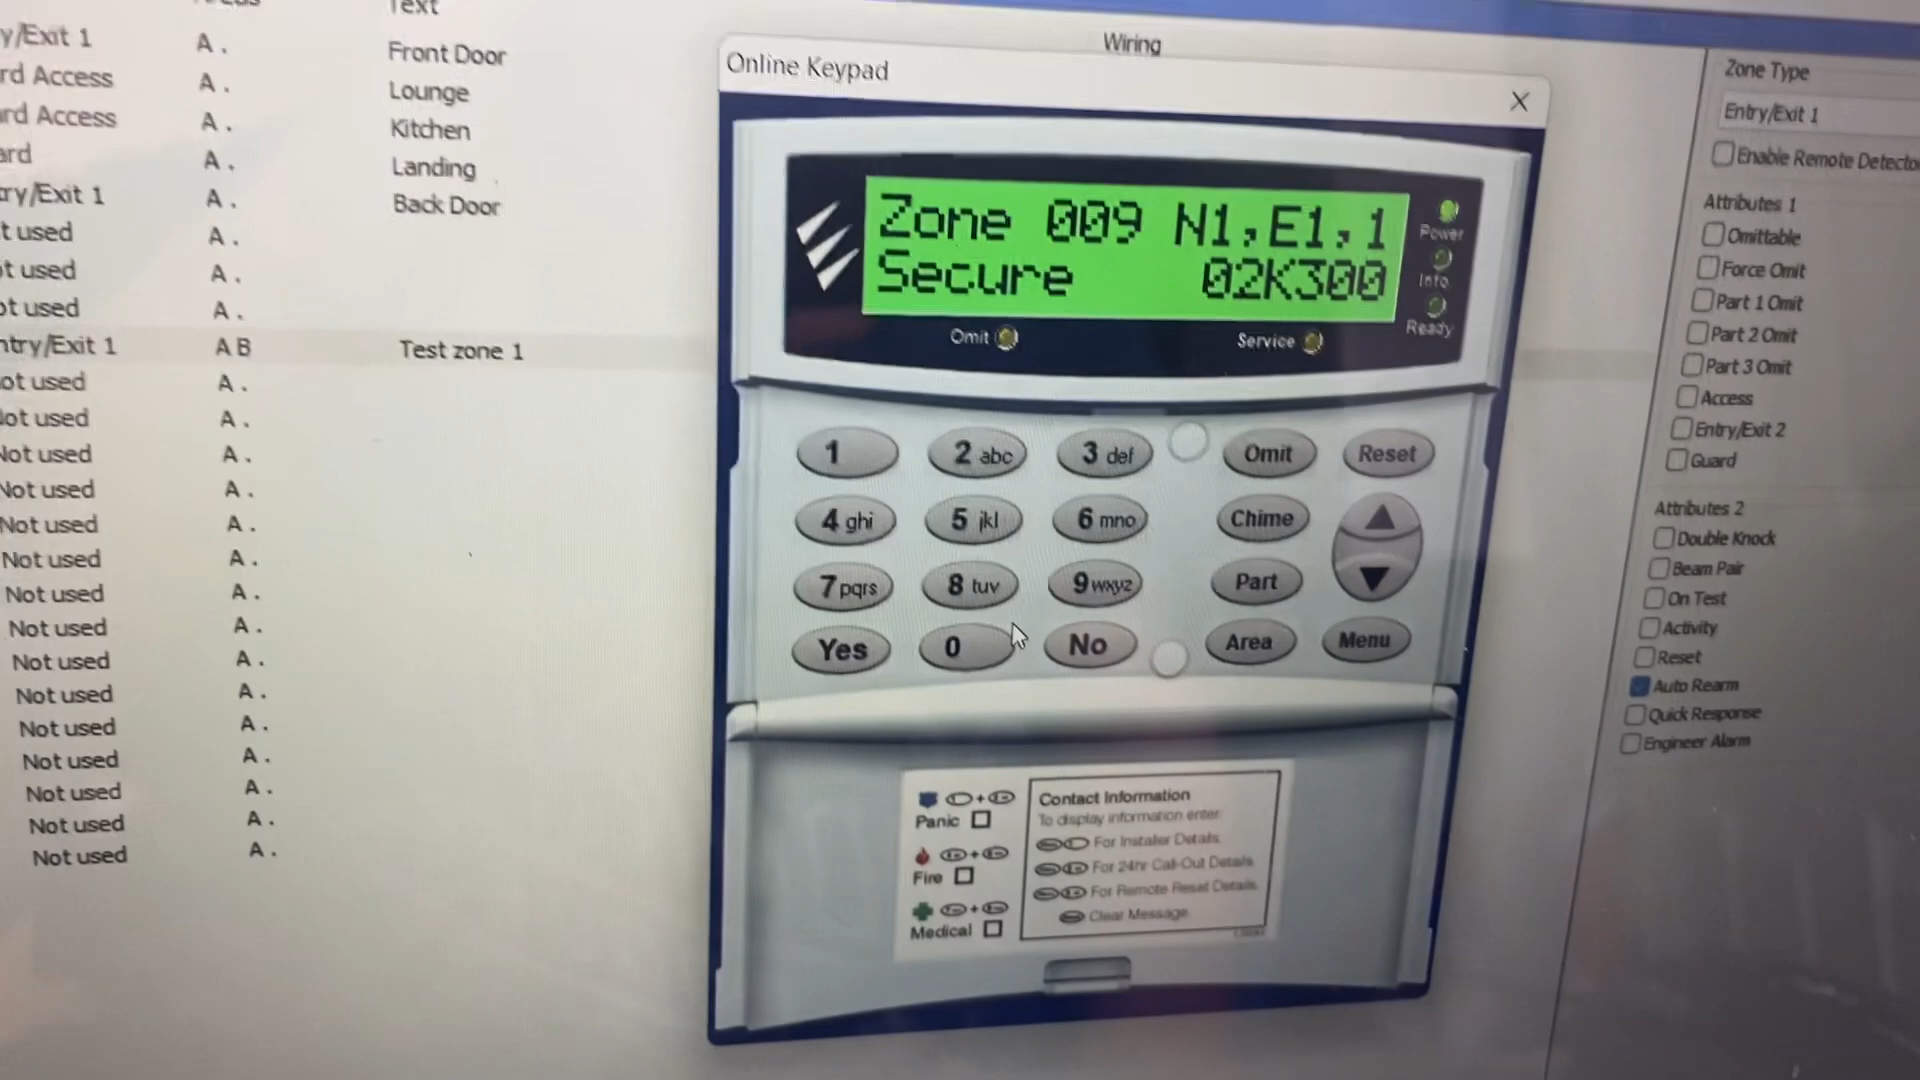 Text
y/Exit 1 A . Front Door
rd Access A . Lounge
rd Access A . Kitchen
ard A . Landing
try/Exit 1 A . Back Door
t used A .
ot used A .
ot used A .
ntry/Exit 1 A B Test zone 1
ot used A .
Not used A .
Not used A .
Not used A .
Not used A .
Not used A .
Not used A .
Not used A .
Not used A .
Not used A .
Not used A .
Not used A .
Not used A .
Not used A .
Not used A .
Wiring
Online Keypad
Zone 009 N1,E1,1
Secure 02K300
Power
Info
Ready
Omit
Service
1 2 abc 3 def Omit Reset
4 ghi 5 jkl 6 mno Chime
7 pqrs 8 tuv 9 wxyz Part
Yes 0 No Area Menu
Panic
Fire
Medical
Contact Information
To display information enter:
For Installer Details.
For 24hr Call-Out Details.
For Remote Reset Details.
Clear Message.
Zone Type
Entry/Exit 1
Enable Remote Detector
Attributes 1
Omittable
Force Omit
Part 1 Omit
Part 2 Omit
Part 3 Omit
Access
Entry/Exit 2
Guard
Attributes 2
Double Knock
Beam Pair
On Test
Activity
Reset
Auto Rearm
Quick Response
Engineer Alarm